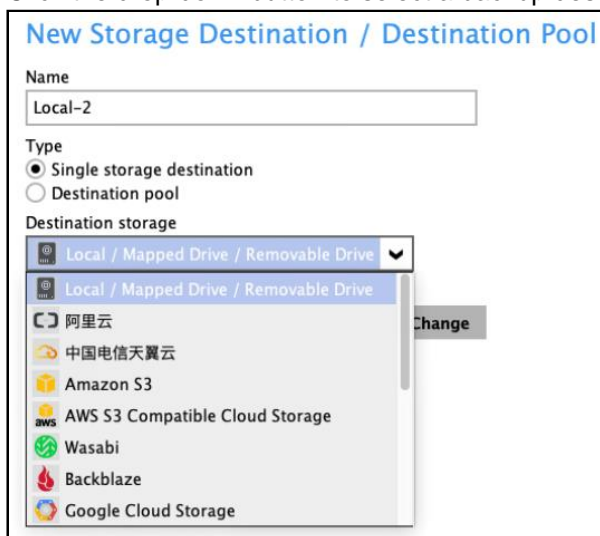 New Storage Destination / Destination Pool
Name
Local-2
Type
Single storage destination
Destination pool
Destination storage
Local / Mapped Drive / Removable Drive
Local / Mapped Drive / Removable Drive
阿里云
Change
中国电信天翼云
Amazon S3
aws AWS S3 Compatible Cloud Storage
Wasabi
Backblaze
Google Cloud Storage